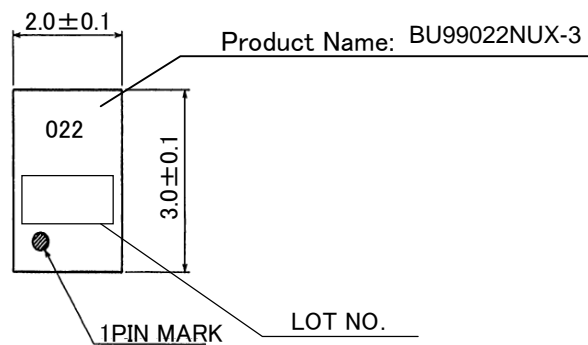 2.0±0.1
Product Name: BU99022NUX-3
022
3.0±0.1
1PIN MARK
LOT NO.